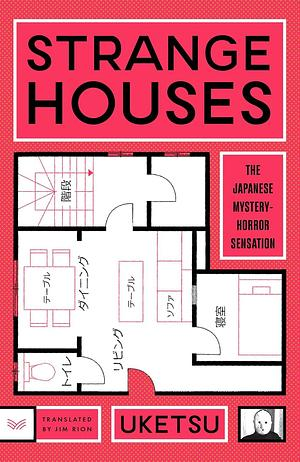 STRANGE
HOUSES
THE
JAPANESE
MYSTERY-
HORROR
SENSATION
階段
テーブル
ダイニング
テーブル
ソファ
寝室
トイレ
リビング
TRANSLATED
BY JIM RION
UKETSU